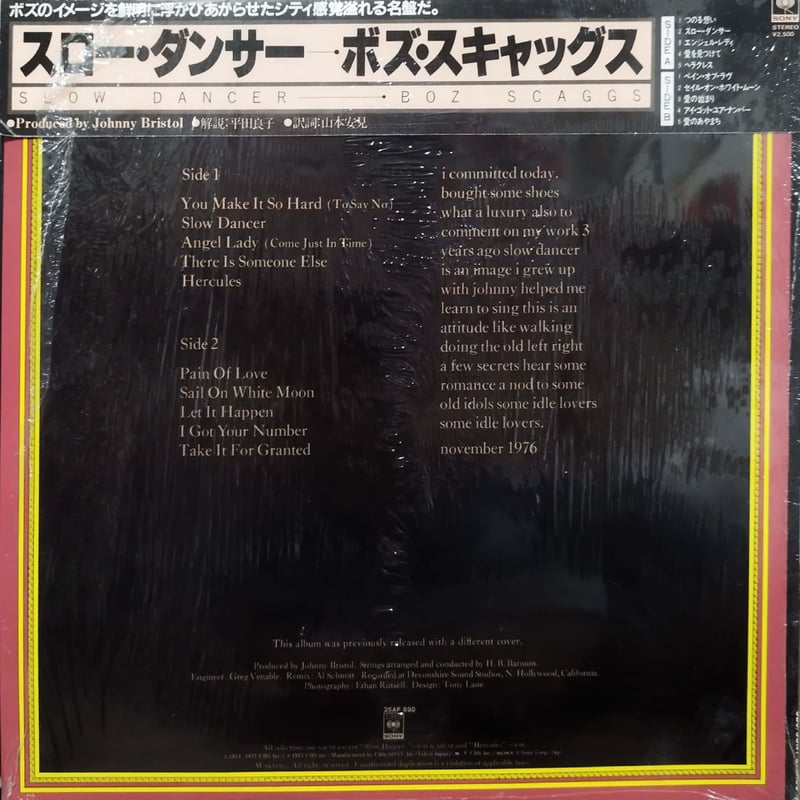 ボズのイメージを鮮明に浮かびあがらせたシティ感覚溢れる名盤だ。
スロー・ダンサー→ボズ・スキャッグス
SLOW DANCER → BOZ SCAGGS
●Produced by Johnny Bristol ●解説:平田良子 ●訳詞:山本安見
SIDE A
1 つのる想い
2 スロー・ダンサー
3 エンジェル・レディ
4 愛を見つけて
5 ヘラクレス
SIDE B
1 ペイン・オブ・ラヴ
2 セイル・オン・ホワイト・ムーン
3 愛の始まり
4 アイ・ゴット・ユア・ナンバー
5 愛のあやまち
SONY
STEREO
¥2,500
Side 1
You Make It So Hard (To Say No)
Slow Dancer
Angel Lady (Come Just In Time)
There Is Someone Else
Hercules
Side 2
Pain Of Love
Sail On White Moon
Let It Happen
I Got Your Number
Take It For Granted
i committed today.
bought some shoes
what a luxury also to
comment on my work 3
years ago slow dancer
is an image i grew up
with johnny helped me
learn to sing this is an
attitude like walking
doing the old left right
a few secrets hear some
romance a nod to some
old idols some idle lovers
some idle lovers.
november 1976
This album was previously released with a different cover.
Produced by Johnny Bristol. Strings arranged and conducted by H. B. Barnum.
Engineer: Greg Venable. Remix: Al Schmitt. Recorded at Devonshire Sound Studios, N. Hollywood, California.
Photography: Ethan Russell. Design: Tony Lane.
25AP 690
SONY
Warning: All right reserved. Unauthorized duplication is a violation of applicable laws.